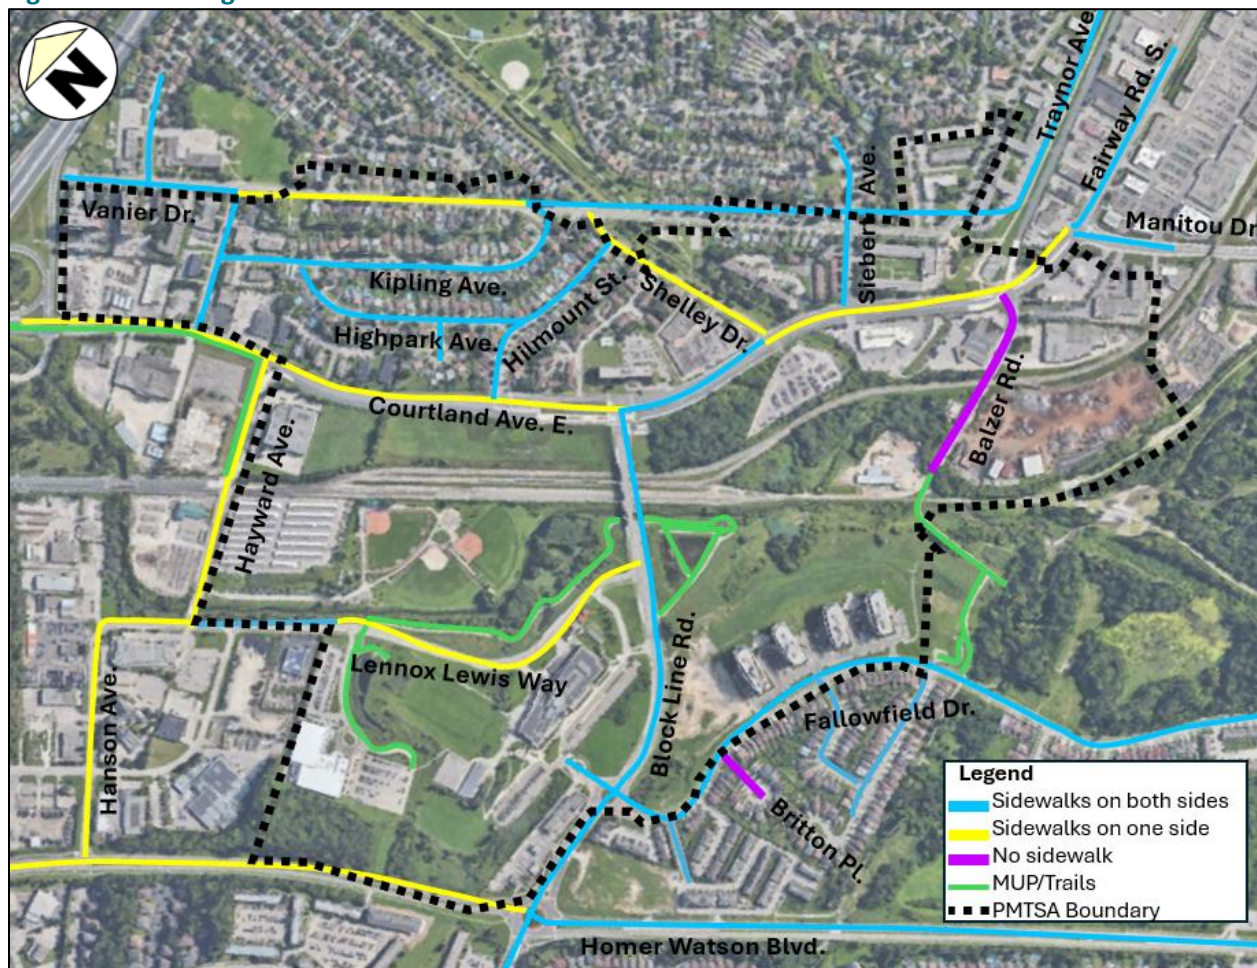 N
Traynor Ave.
Fairway Rd. S.
Vanier Dr.
Siebert Ave.
Manitou Dr
Kipling Ave.
Hilmount St.
Shelley Dr.
Highpark Ave.
Balzer Rd.
Courtland Ave. E.
Hayward Ave.
Lennox Lewis Way
Block Line Rd.
Hanson Ave.
Fallowfield Dr.
Britton Pl.
Homer Watson Blvd.
Legend
Sidewalks on both sides
Sidewalks on one side
No sidewalk
MUP/Trails
PMTSA Boundary